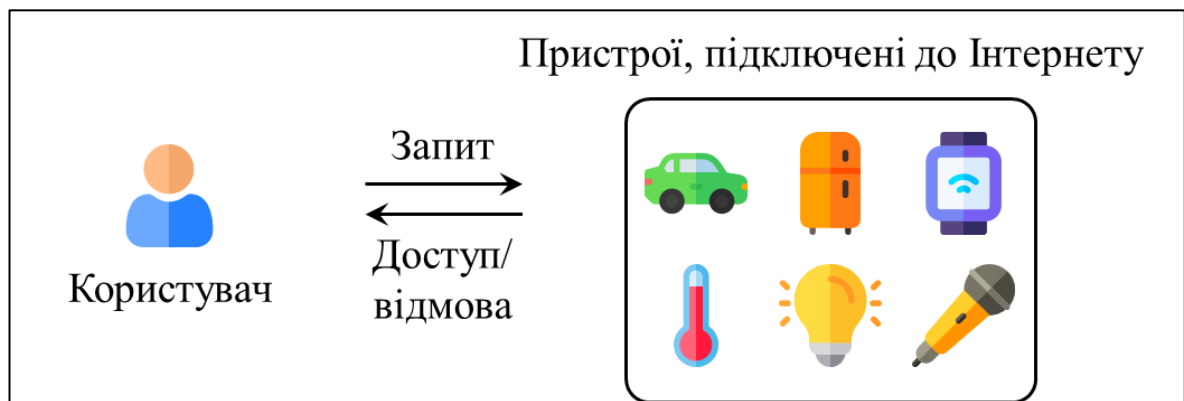 Пристрої, підключені до Інтернету
Запит
Доступ/
відмова
Користувач